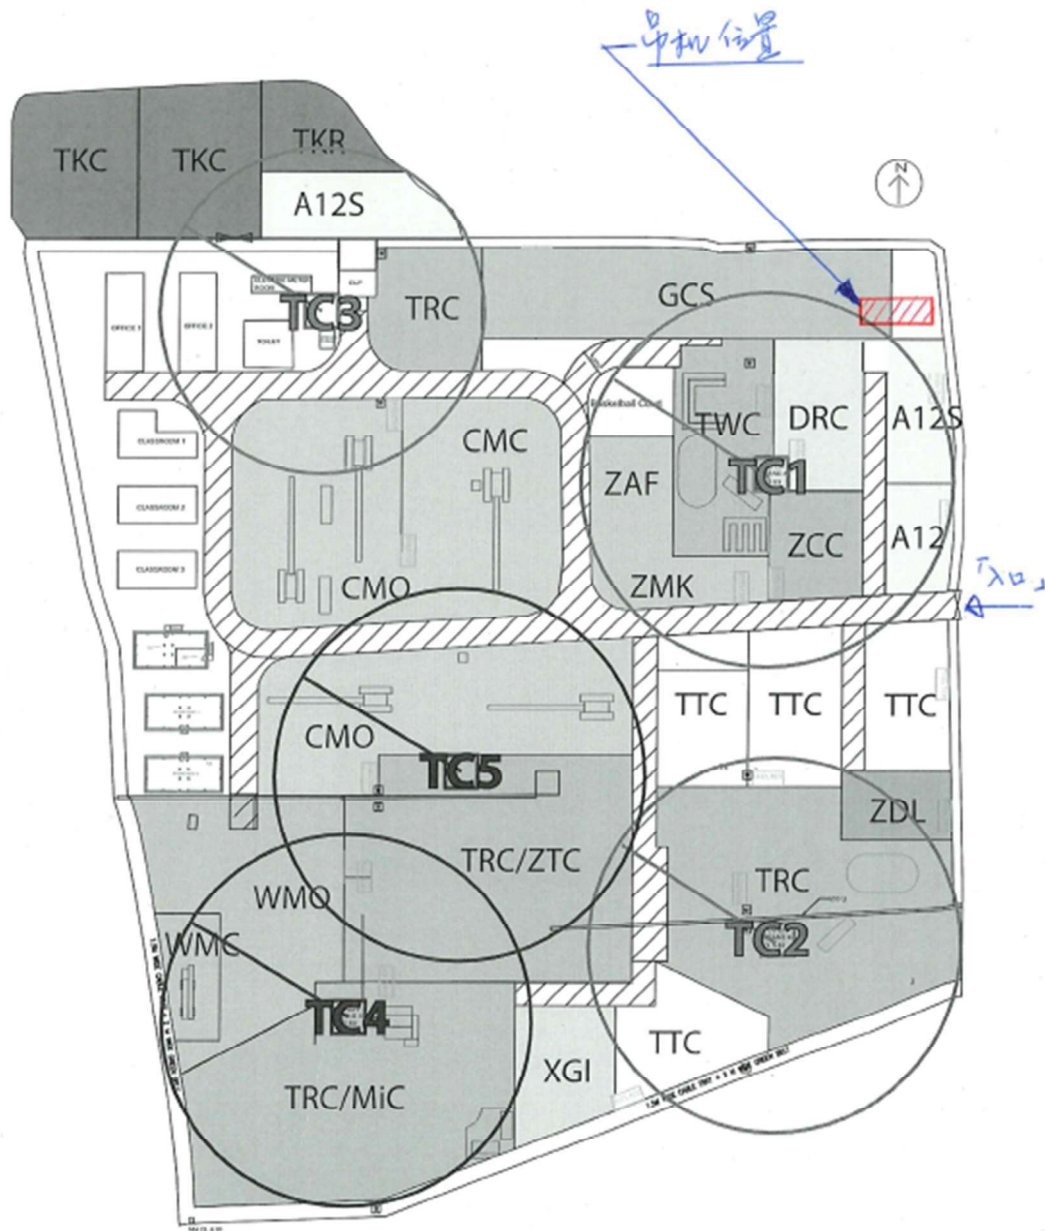 吊机位置
TKC
TKC
TKR
A12S
N
TC3
TRC
GCS
OFFICE 1
OFFICE 2
TOILET
Basketball Court
TWC
DRC
A12S
CMC
TC1
ZAF
CLASSROOM 1
CLASSROOM 2
CLASSROOM 3
ZCC
A12
CMO
ZMK
「入口」
TTC
TTC
TTC
CMO
TC5
ZDL
TRC/ZTC
TRC
WMO
WMC
TC2
TC4
TTC
XGI
TRC/MiC